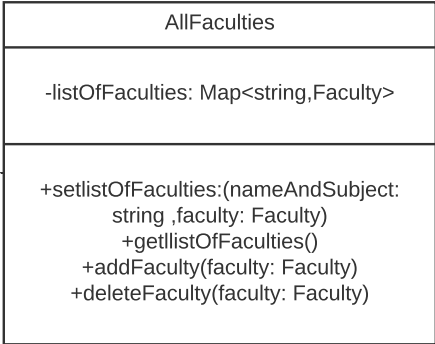 AllFaculties
-listOfFaculties: Map<string,Faculty>
+setlistOfFaculties:(nameAndSubject:
string ,faculty: Faculty)
+getllistOfFaculties()
+addFaculty(faculty: Faculty)
+deleteFaculty(faculty: Faculty)